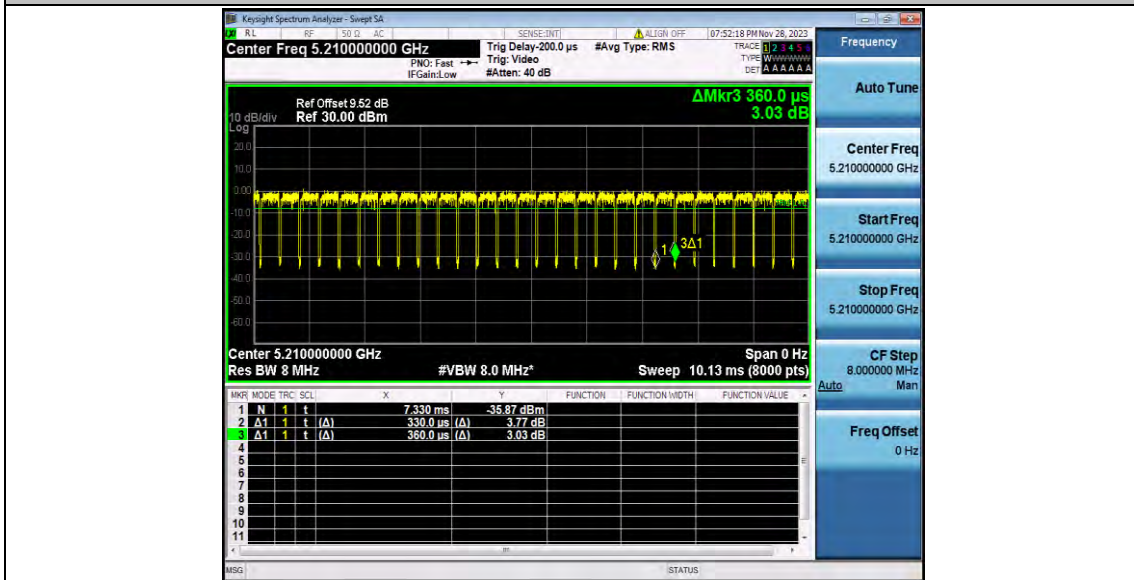 Keysight Spectrum Analyzer - Swept SA
RL RF 50 Ω AC SENSE:INT ALIGN OFF 07:52:18 PM Nov 28, 2023
Center Freq 5.210000000 GHz
PNO: Fast
IFGain:Low
Trig Delay-200.0 µs
Trig: Video
#Atten: 40 dB
#Avg Type: RMS
TRACE 1 2 3 4 5 6
TYPE WWWWWW
DET A A A A A A
ΔMkr3 360.0 µs
3.03 dB
Ref Offset 9.52 dB
10 dB/div Ref 30.00 dBm
Log
20.0
10.0
0.00
-10.0
-20.0
-30.0
-40.0
-50.0
-60.0
1
3Δ1
Center 5.210000000 GHz Span 0 Hz
Res BW 8 MHz #VBW 8.0 MHz* Sweep 10.13 ms (8000 pts)
MKR MODE TRC SCL X Y FUNCTION FUNCTION WIDTH FUNCTION VALUE
1 N 1 t 7.330 ms -35.87 dBm
2 Δ1 1 t (Δ) 330.0 µs (Δ) 3.77 dB
3 Δ1 1 t (Δ) 360.0 µs (Δ) 3.03 dB
4
5
6
7
8
9
10
11
MSG STATUS
Frequency
Auto Tune
Center Freq
5.210000000 GHz
Start Freq
5.210000000 GHz
Stop Freq
5.210000000 GHz
CF Step
8.000000 MHz
Auto Man
Freq Offset
0 Hz